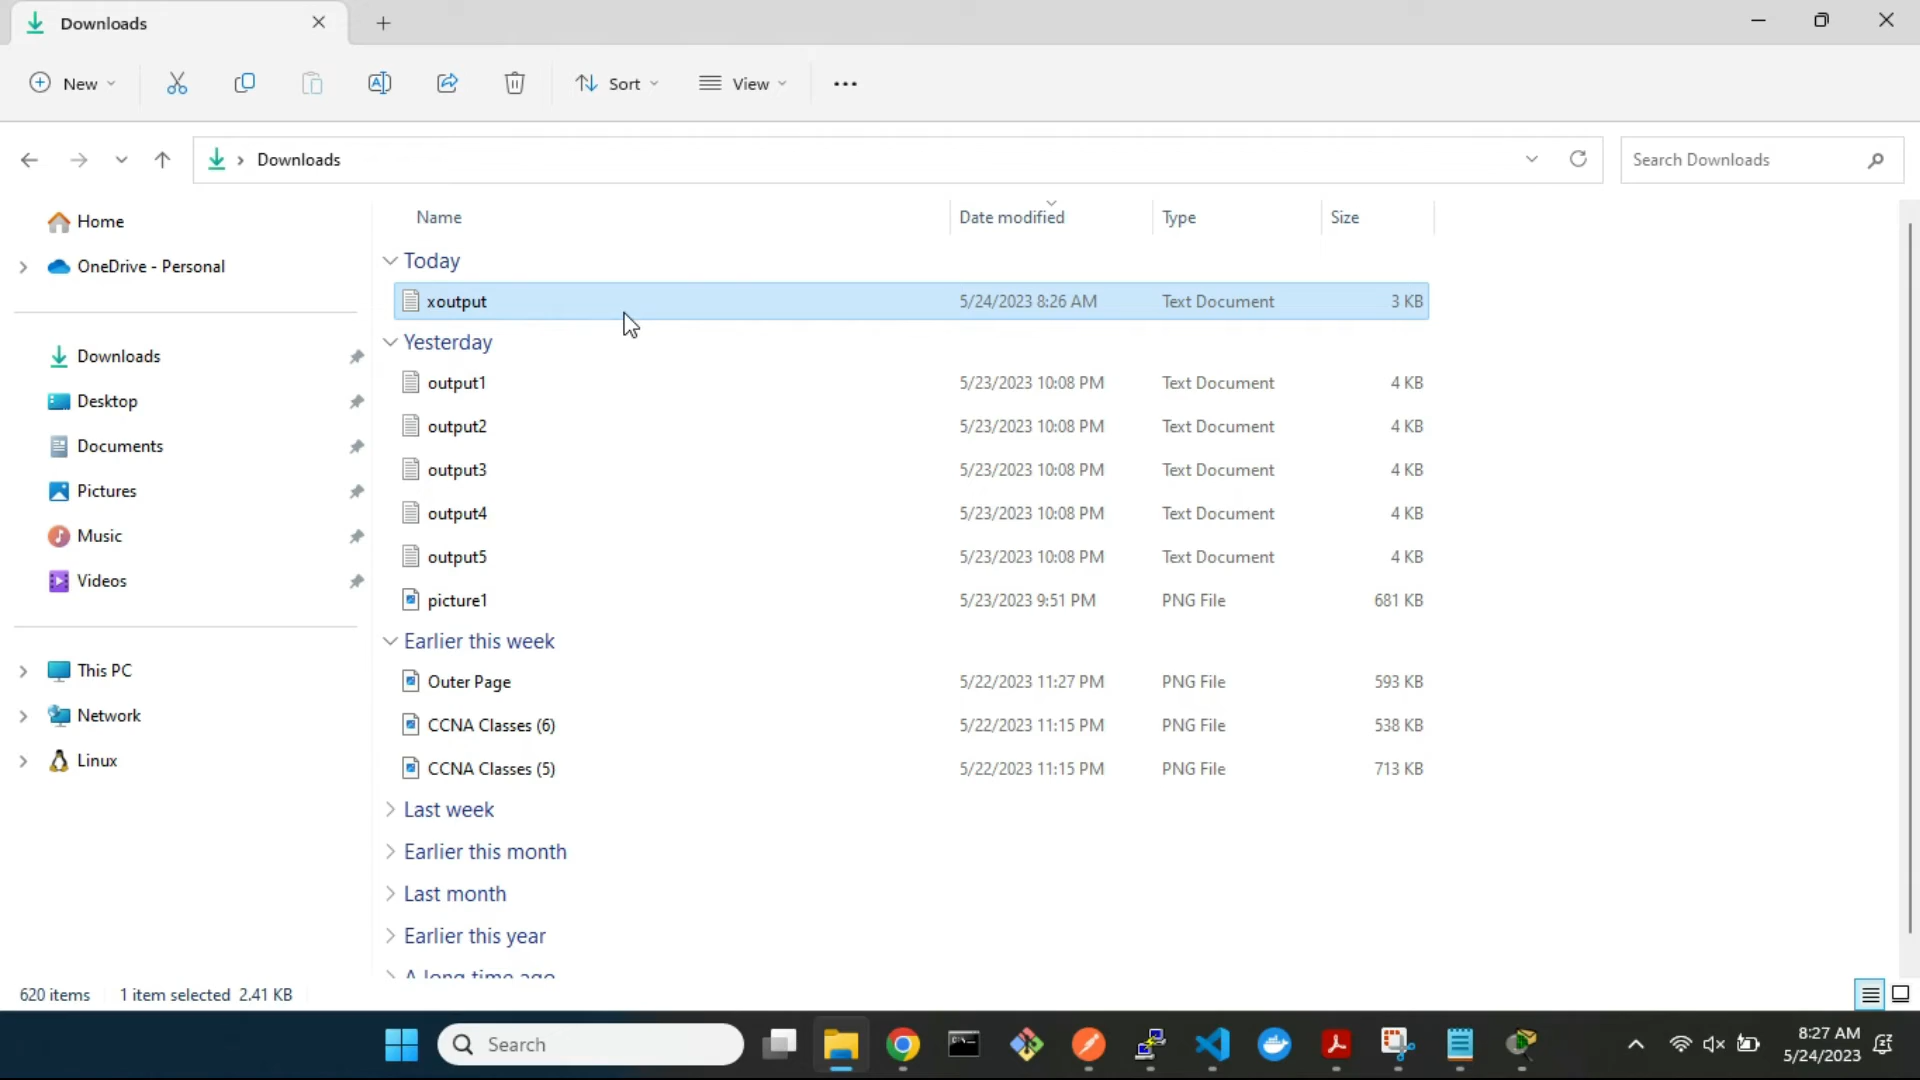 Downloads
New
Sort
View
Downloads
Search Downloads
Home
OneDrive - Personal
Downloads
Desktop
Documents
Pictures
Music
Videos
This PC
Network
Linux
Name Date modified Type Size
Today
xoutput 5/24/2023 8:26 AM Text Document 3 KB
Yesterday
output1 5/23/2023 10:08 PM Text Document 4 KB
output2 5/23/2023 10:08 PM Text Document 4 KB
output3 5/23/2023 10:08 PM Text Document 4 KB
output4 5/23/2023 10:08 PM Text Document 4 KB
output5 5/23/2023 10:08 PM Text Document 4 KB
picture1 5/23/2023 9:51 PM PNG File 681 KB
Earlier this week
Outer Page 5/22/2023 11:27 PM PNG File 593 KB
CCNA Classes (6) 5/22/2023 11:15 PM PNG File 538 KB
CCNA Classes (5) 5/22/2023 11:15 PM PNG File 713 KB
Last week
Earlier this month
Last month
Earlier this year
A long time ago
620 items 1 item selected 2.41 KB
Search
8:27 AM
5/24/2023